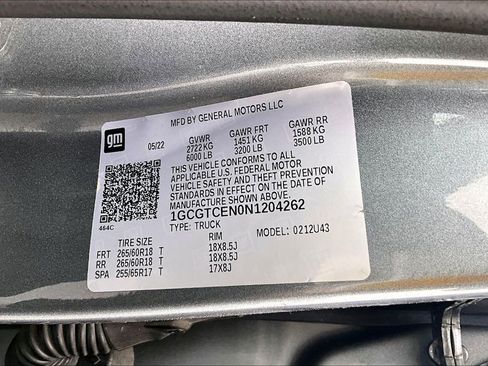 MFD BY GENERAL MOTORS LLC
gm
05/22 GVWR GAWR FRT GAWR RR
2722 KG 1451 KG 1588 KG
6000 LB 3200 LB 3500 LB
THIS VEHICLE CONFORMS TO ALL
APPLICABLE U.S. FEDERAL MOTOR
VEHICLE SAFETY AND THEFT PREVENTION
STANDARDS IN EFFECT ON THE DATE OF
MANUFACTURE SHOWN ABOVE.
1GCGTCEN0N1204262
464C TYPE: TRUCK MODEL: 0212U43
TIRE SIZE RIM
FRT 265/60R18 T 18X8.5J
RR 265/60R18 T 18X8.5J
SPA 255/65R17 T 17X8J